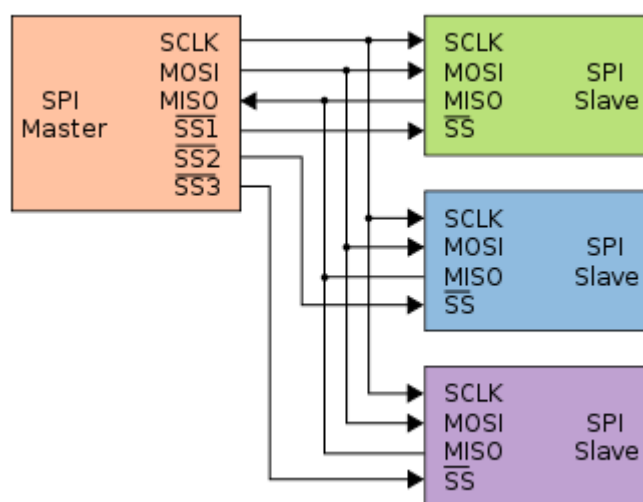 SPI
Master
SCLK
MOSI
MISO
SS1
SS2
SS3
SCLK
MOSI
MISO
SS
SPI
Slave
SCLK
MOSI
MISO
SS
SPI
Slave
SCLK
MOSI
MISO
SS
SPI
Slave